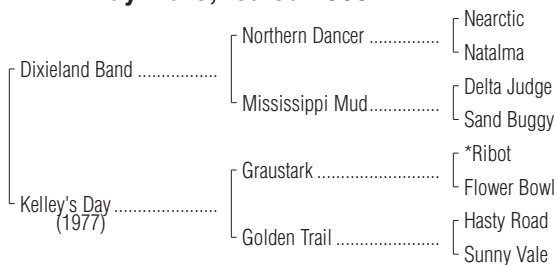 Northern Dancer ..............
Nearctic
Natalma
Dixieland Band ................
Mississippi Mud..............
Delta Judge
Sand Buggy
Graustark ........................
*Ribot
Flower Bowl
Kelley's Day .....................
(1977)
Golden Trail .....................
Hasty Road
Sunny Vale